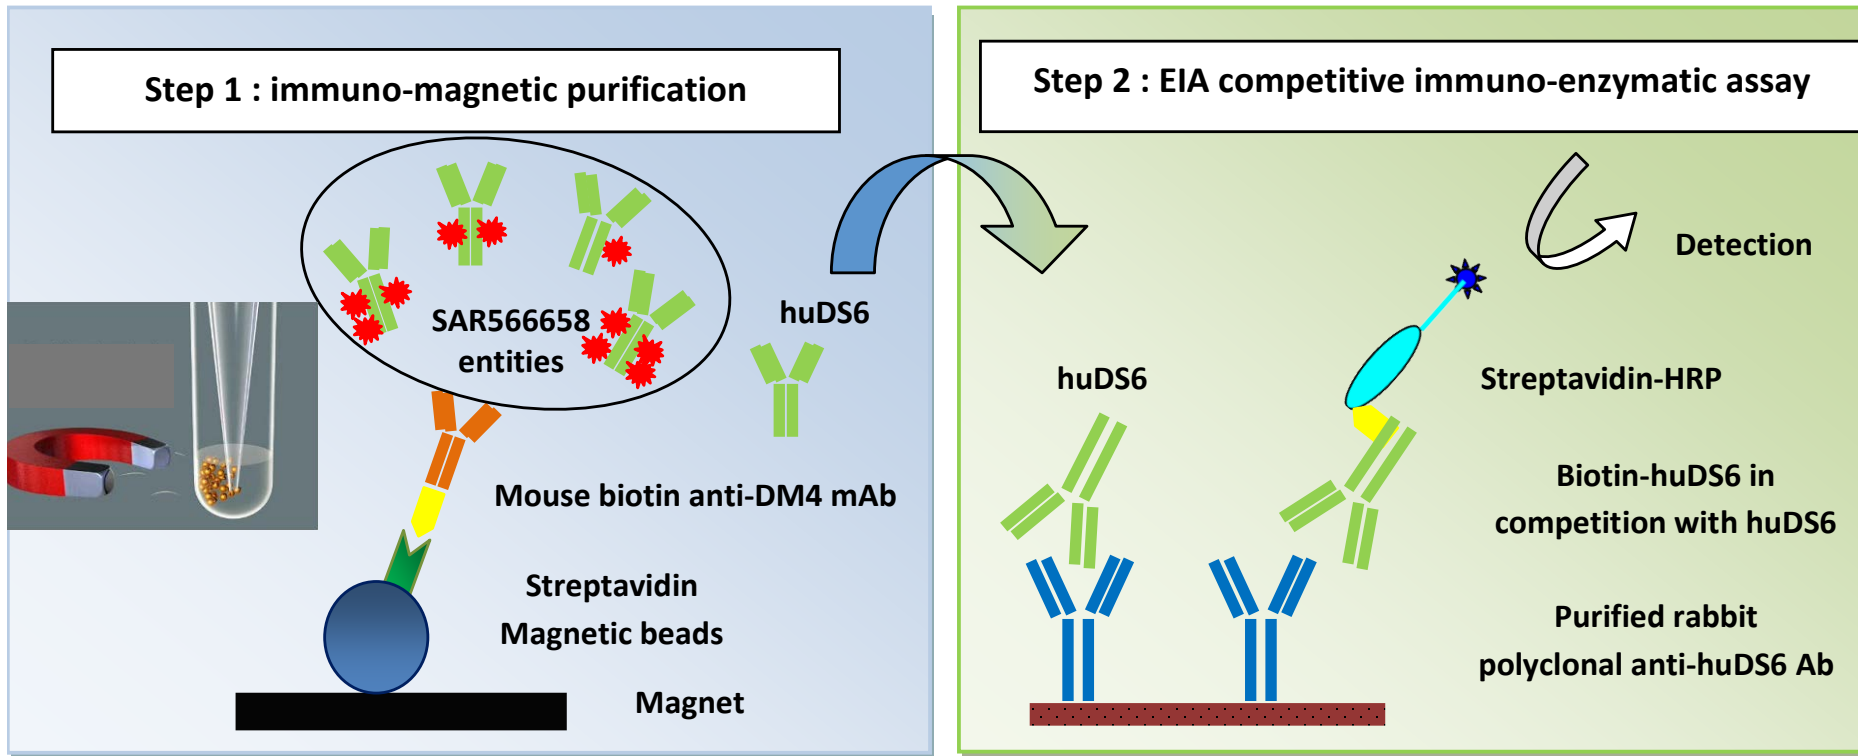 Step 1 : immuno-magnetic purification
SAR566658
entities
huDS6
Mouse biotin anti-DM4 mAb
Streptavidin
Magnetic beads
Magnet
Step 2 : EIA competitive immuno-enzymatic assay
Detection
huDS6
Streptavidin-HRP
Biotin-huDS6 in
competition with huDS6
Purified rabbit
polyclonal anti-huDS6 Ab